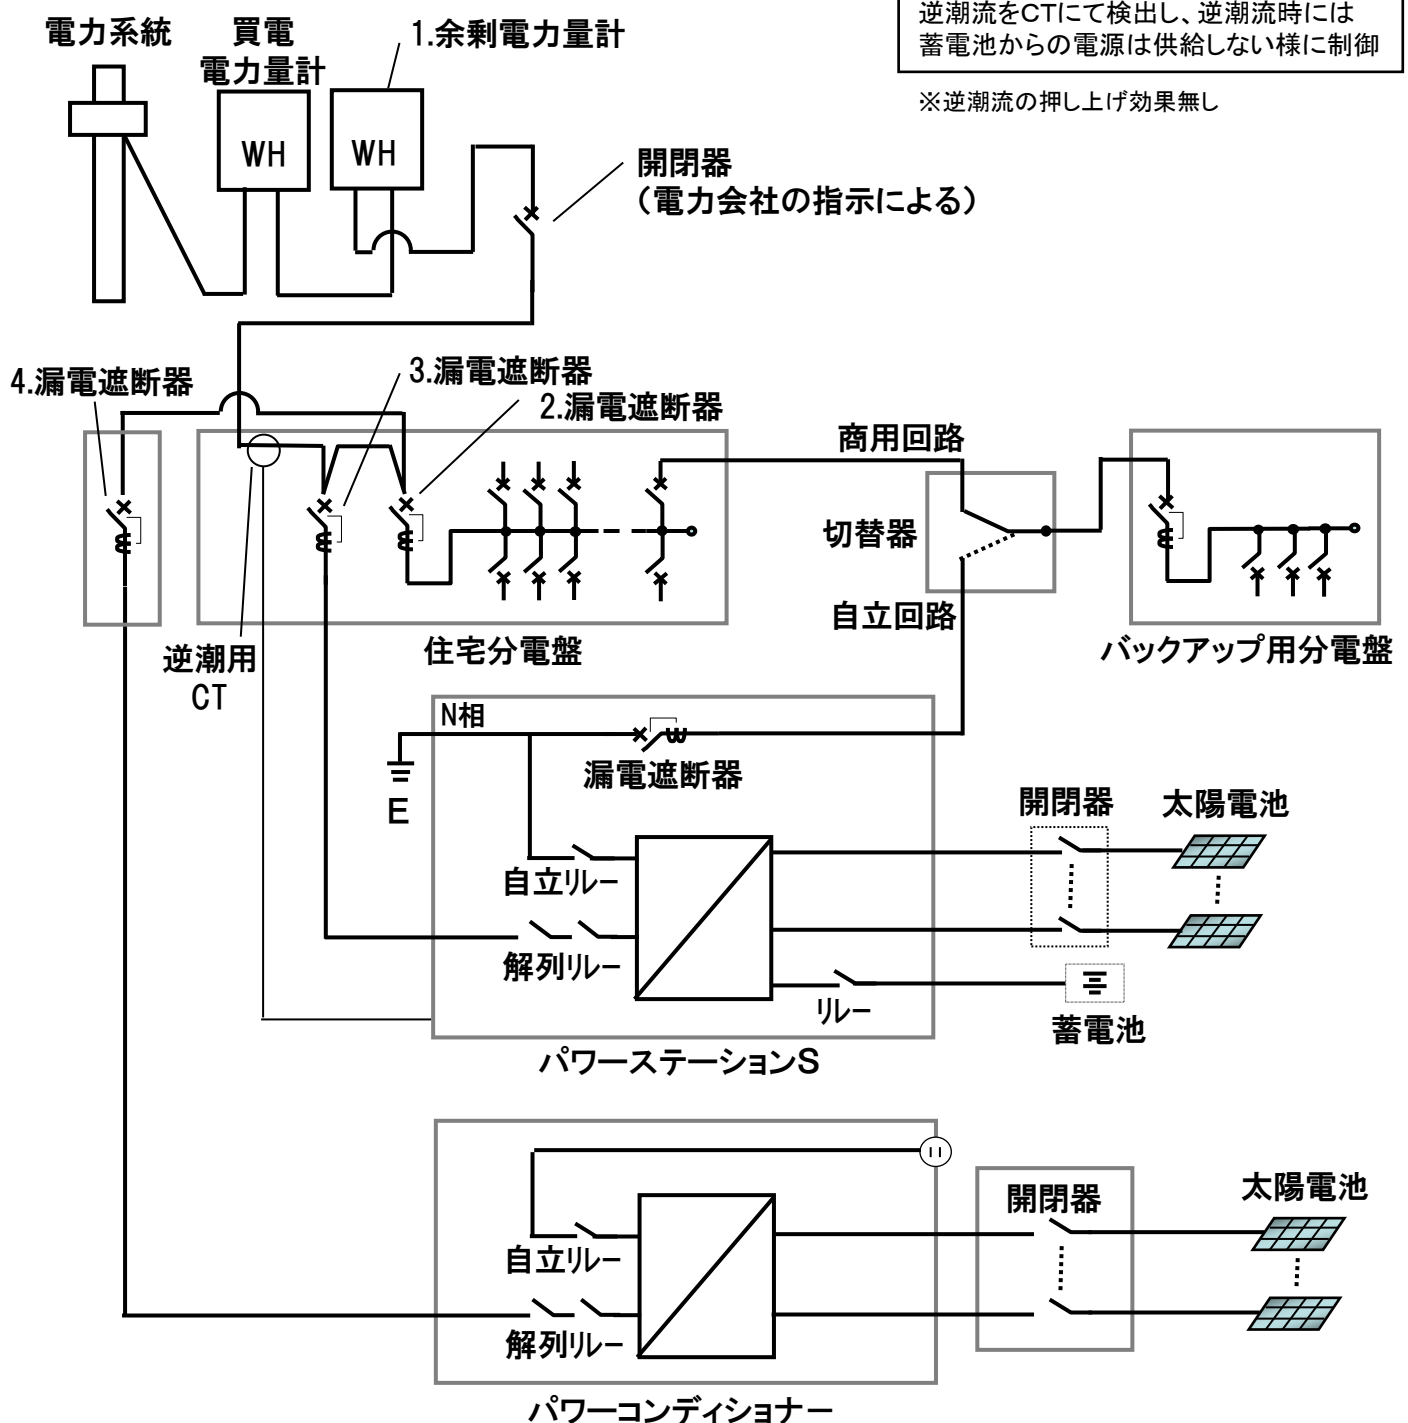 逆潮流をCTにて検出し、逆潮流時には
蓄電池からの電源は供給しない様に制御
※逆潮流の押し上げ効果無し
電力系統
買電
電力量計
1.余剰電力量計
WH
WH
開閉器
（電力会社の指示による）
4.漏電遮断器
3.漏電遮断器
2.漏電遮断器
商用回路
切替器
自立回路
逆潮用
CT
住宅分電盤
バックアップ用分電盤
N相
漏電遮断器
E
開閉器
太陽電池
自立リレー
解列リレー
リレー
蓄電池
パワーステーションS
開閉器
太陽電池
自立リレー
解列リレー
パワーコンディショナー